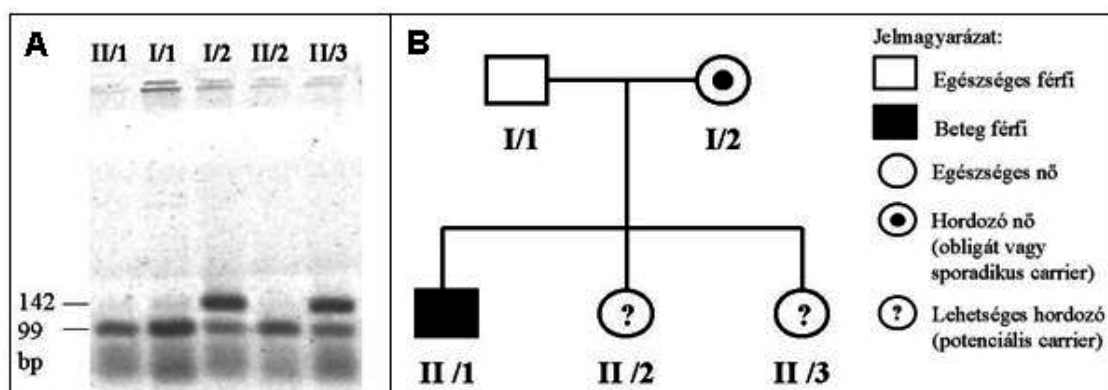 A
II/1 I/1 I/2 II/2 II/3
142
99
bp
B
I/1
I/2
?
?
II /1
II /2
II /3
Jelmagyarázat:
Egészséges férfi
Beteg férfi
Egészséges nő
Hordozó nő
(obligát vagy
sporadikus carrier)
?
Lehetséges hordozó
(potenciális carrier)